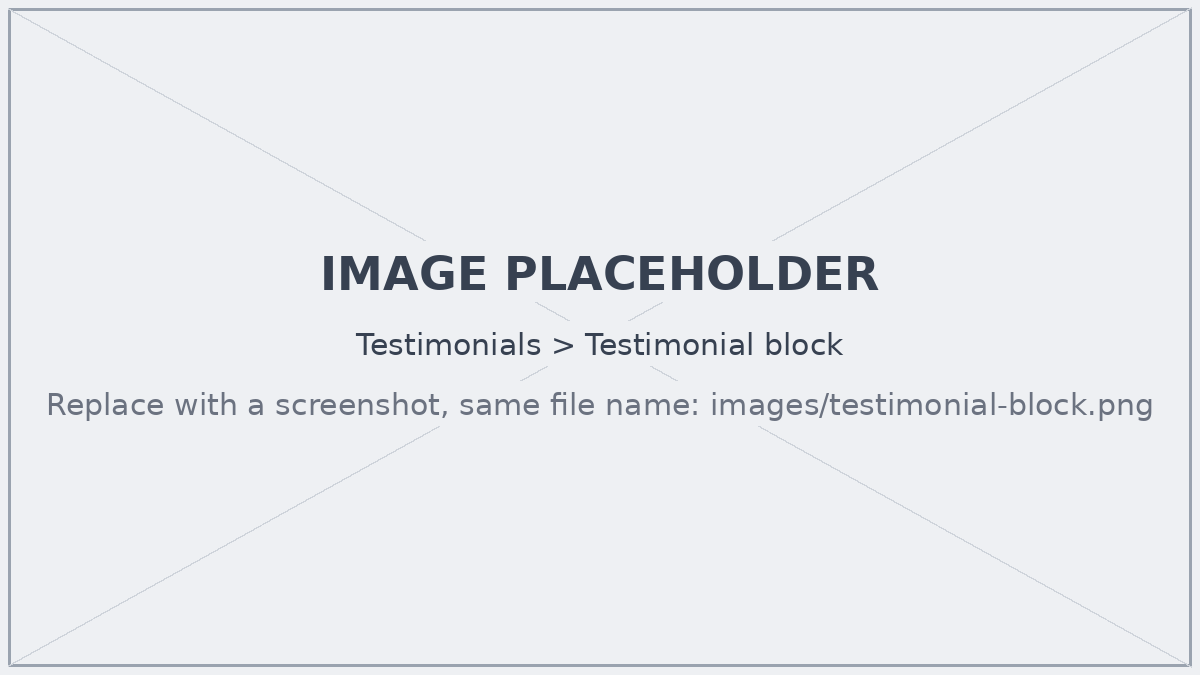 IMAGE PLACEHOLDER
Testimonials > Testimonial block
Replace with a screenshot, same file name: images/testimonial-block.png